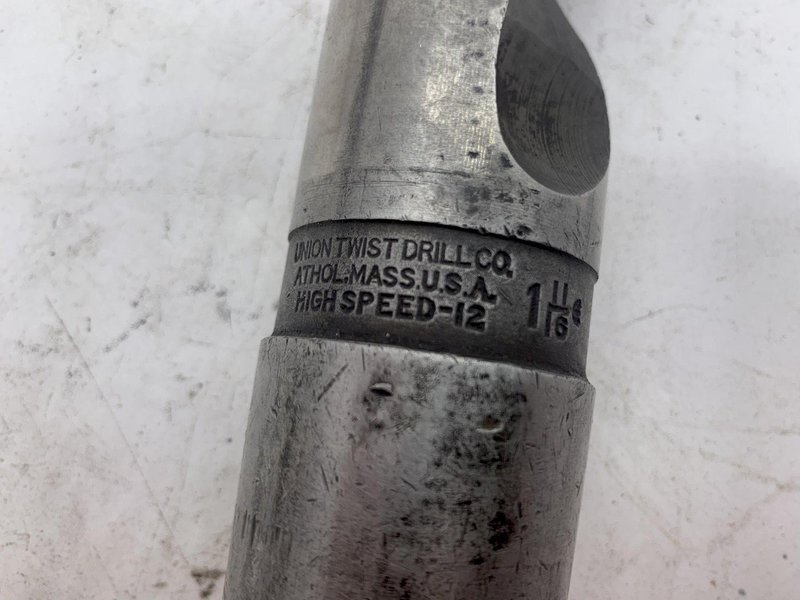 UNION TWIST DRILL CO.
ATHOL. MASS. U.S.A.
HIGH SPEED-12
1 11/16